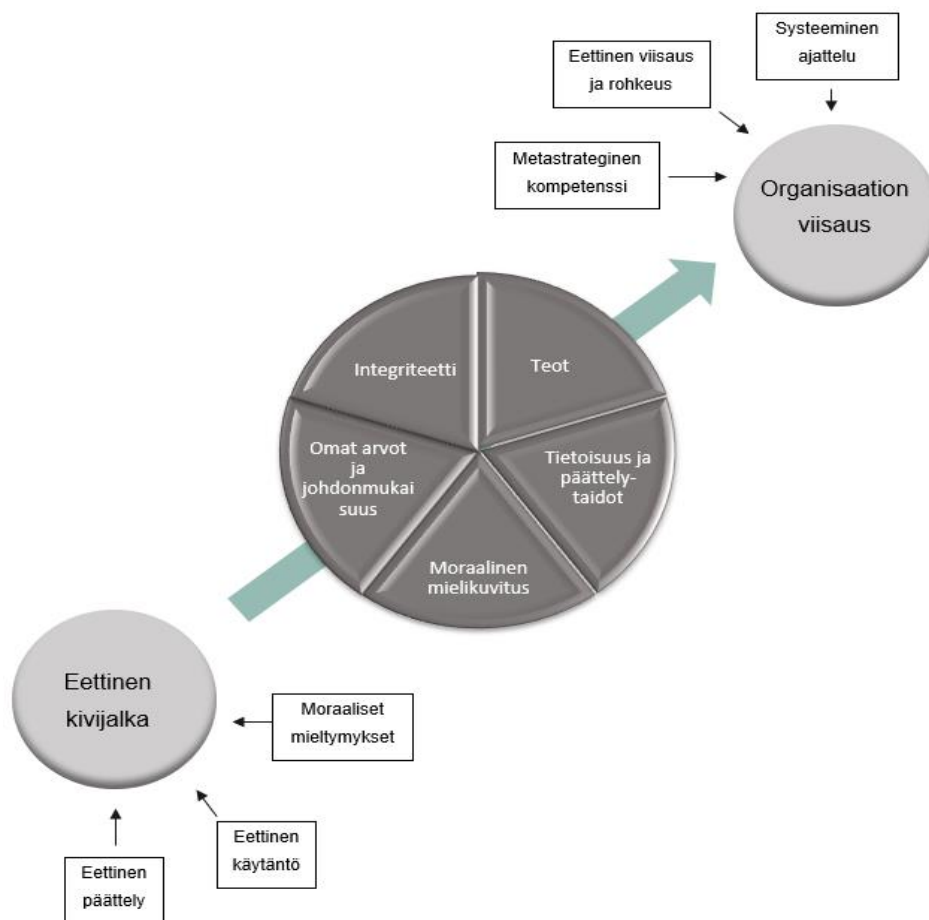 Systeeminen
ajattelu
Eettinen viisaus
ja rohkeus
Metastrateginen
kompetenssi
Organisaation
viisaus
Integriteetti
Teot
Omat arvot
ja
johdonmukai
suus
Tietoisuus ja
päättely-
taidot
Moraalinen
mielikuvitus
Eettinen
kivijalka
Moraaliset
mieltymykset
Eettinen
käytäntö
Eettinen
päättely